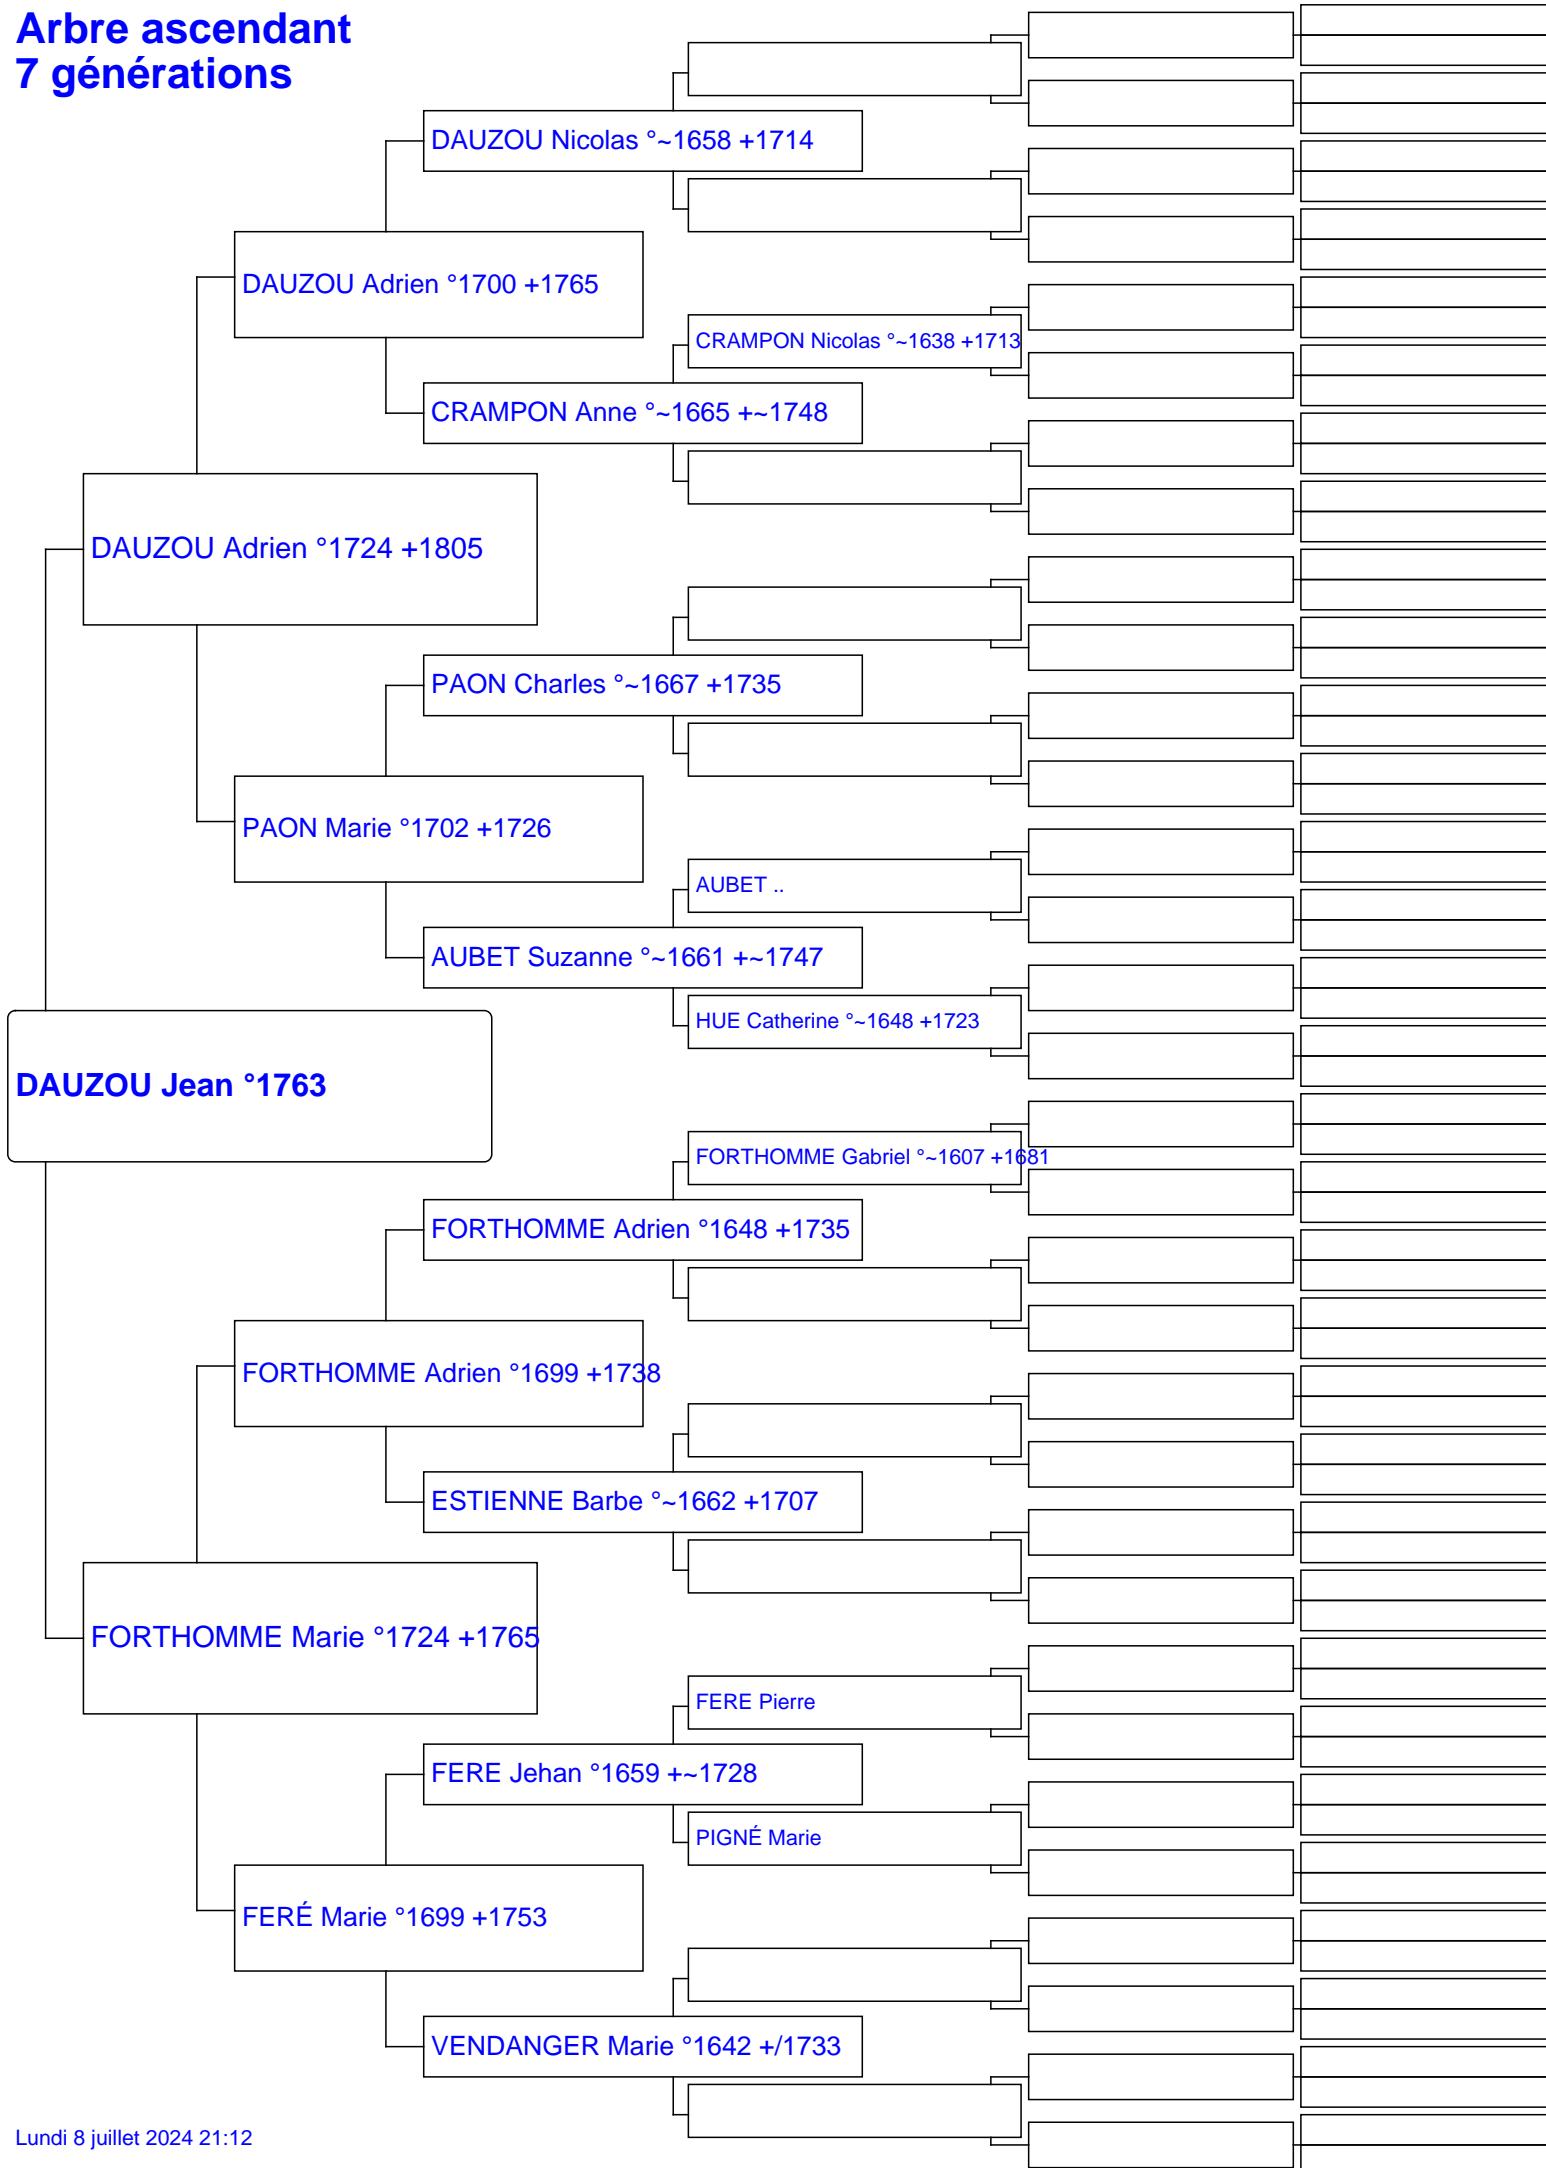 Arbre ascendant
7 générations
DAUZOU Nicolas °~1658 +1714
DAUZOU Adrien °1700 +1765
CRAMPON Nicolas °~1638 +1713
CRAMPON Anne °~1665 +~1748
DAUZOU Adrien °1724 +1805
PAON Charles °~1667 +1735
PAON Marie °1702 +1726
AUBET ..
AUBET Suzanne °~1661 +~1747
HUE Catherine °~1648 +1723
DAUZOU Jean °1763
FORTHOMME Gabriel °~1607 +1681
FORTHOMME Adrien °1648 +1735
FORTHOMME Adrien °1699 +1738
ESTIENNE Barbe °~1662 +1707
FORTHOMME Marie °1724 +1765
FERE Pierre
FERE Jehan °1659 +~1728
PIGNÉ Marie
FERÉ Marie °1699 +1753
VENDANGER Marie °1642 +/1733
Lundi 8 juillet 2024 21:12